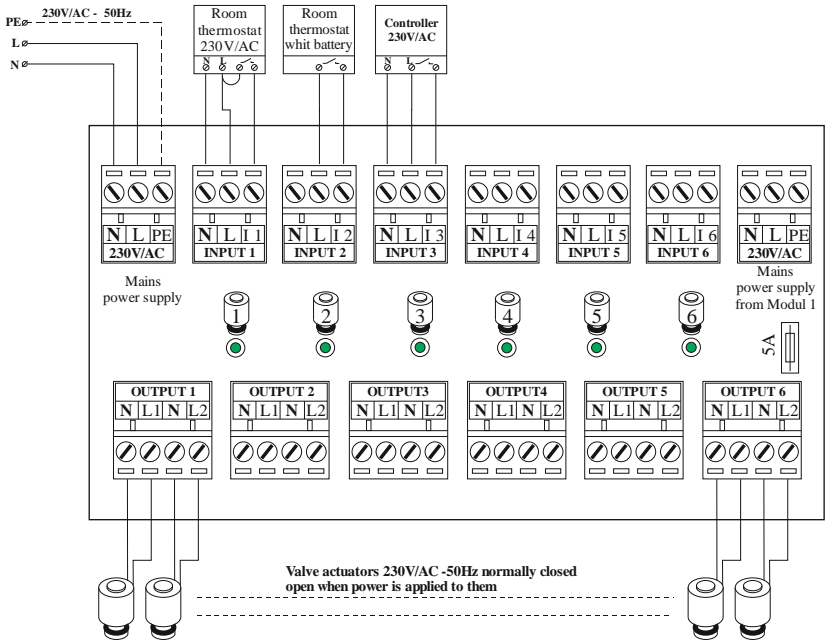 230V/AC - 50Hz
PE
L
N
Room
thermostat
230V/AC
N L
Room
thermostat
whit battery
Controller
230V/AC
N L
N L PE
230V/AC
N L I 1
INPUT 1
N L I 2
INPUT 2
N L I 3
INPUT 3
N L I 4
INPUT 4
N L I 5
INPUT 5
N L I 6
INPUT 6
N L PE
230V/AC
Mains
power supply
Mains
power supply
from Modul 1
1 2 3 4 5 6
5A
OUTPUT 1
N L1 N L2
OUTPUT 2
N L1 N L2
OUTPUT3
N L1 N L2
OUTPUT4
N L1 N L2
OUTPUT 5
N L1 N L2
OUTPUT 6
N L1 N L2
Valve actuators 230V/AC -50Hz normally closed
open when power is applied to them